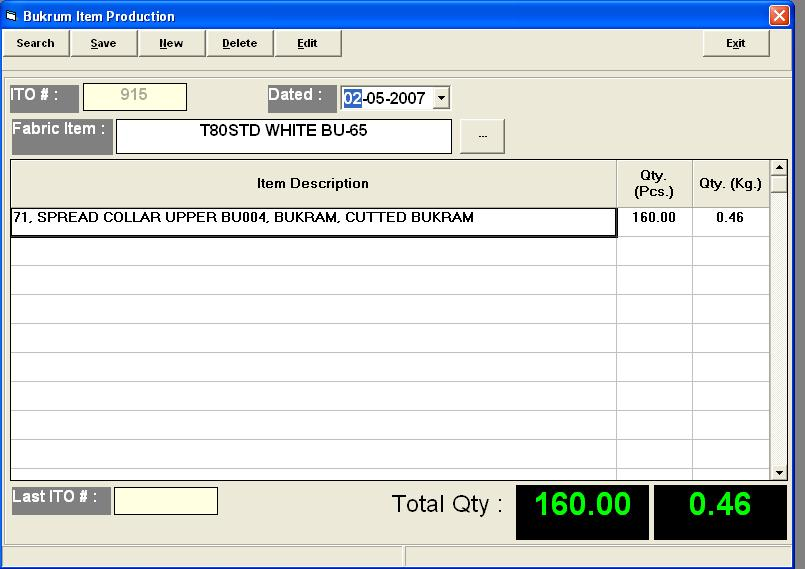 Bukrum Item Production
Search Save New Delete Edit Exit
ITO # : 915 Dated : 02-05-2007
Fabric Item : T80STD WHITE BU-65 ...
Item Description Qty. (Pcs.) Qty. (Kg.)
71, SPREAD COLLAR UPPER BU004, BUKRAM, CUTTED BUKRAM 160.00 0.46
Last ITO # : Total Qty : 160.00 0.46